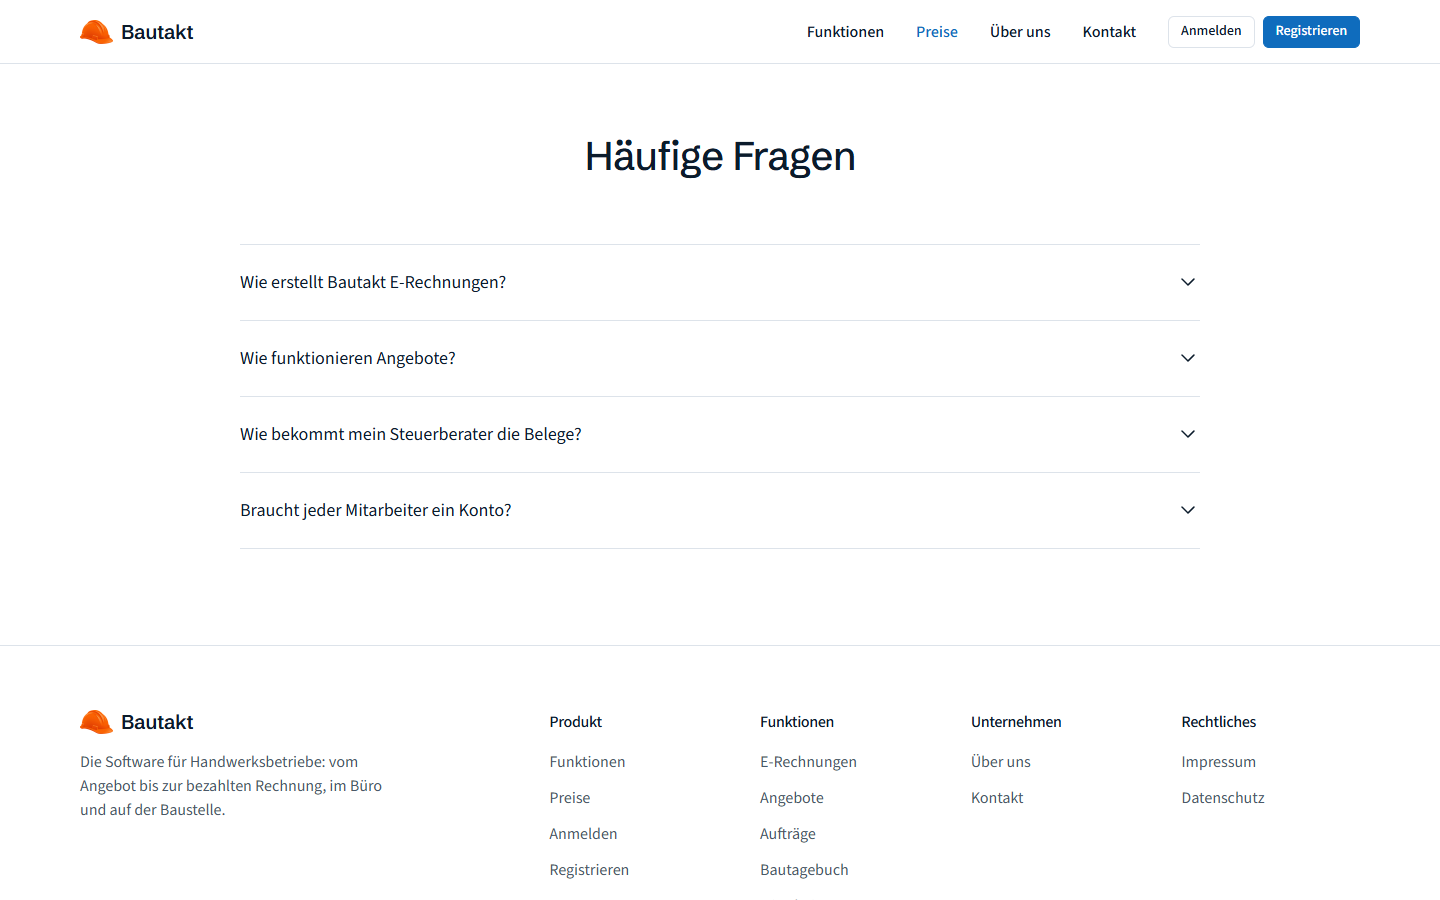 Bautakt
Funktionen
Preise
Über uns
Kontakt
Anmelden
Registrieren
Häufige Fragen
Wie erstellt Bautakt E-Rechnungen?
Wie funktionieren Angebote?
Wie bekommt mein Steuerberater die Belege?
Braucht jeder Mitarbeiter ein Konto?
Bautakt
Die Software für Handwerksbetriebe: vom
Angebot bis zur bezahlten Rechnung, im Büro
und auf der Baustelle.
Produkt
Funktionen
Preise
Anmelden
Registrieren
Funktionen
E-Rechnungen
Angebote
Aufträge
Bautagebuch
Unternehmen
Über uns
Kontakt
Rechtliches
Impressum
Datenschutz